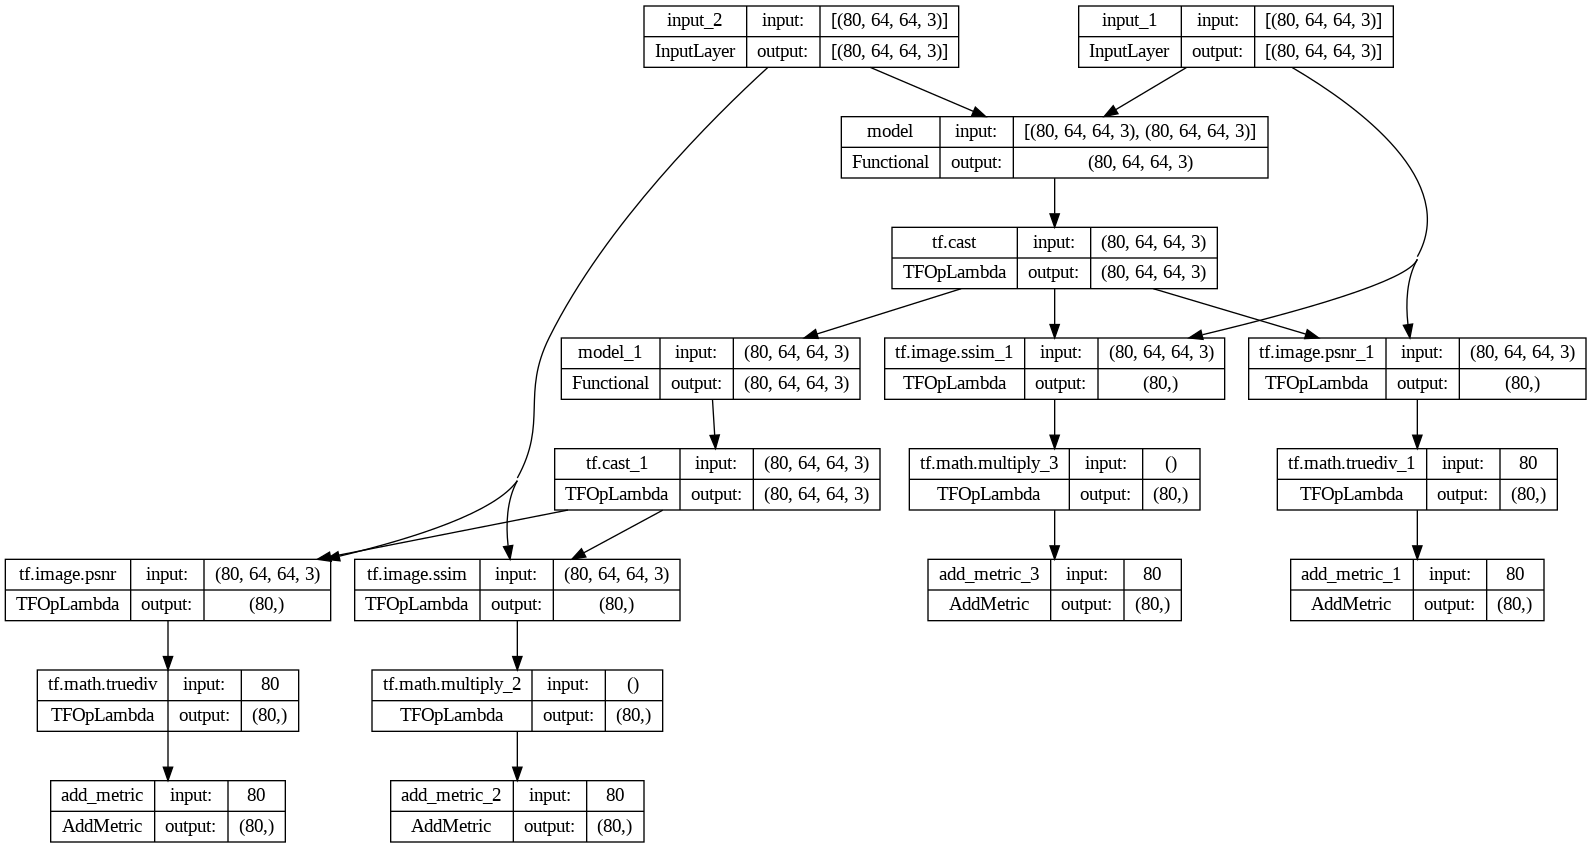 input_2 input: [(80, 64, 64, 3)]
InputLayer output: [(80, 64, 64, 3)]
input_1 input: [(80, 64, 64, 3)]
InputLayer output: [(80, 64, 64, 3)]
model input: [(80, 64, 64, 3), (80, 64, 64, 3)]
Functional output: (80, 64, 64, 3)
tf.cast input: (80, 64, 64, 3)
TFOpLambda output: (80, 64, 64, 3)
model_1 input: (80, 64, 64, 3)
Functional output: (80, 64, 64, 3)
tf.image.ssim_1 input: (80, 64, 64, 3)
TFOpLambda output: (80,)
tf.image.psnr_1 input: (80, 64, 64, 3)
TFOpLambda output: (80,)
tf.cast_1 input: (80, 64, 64, 3)
TFOpLambda output: (80, 64, 64, 3)
tf.math.multiply_3 input: ()
TFOpLambda output: (80,)
tf.math.truediv_1 input: 80
TFOpLambda output: (80,)
tf.image.psnr input: (80, 64, 64, 3)
TFOpLambda output: (80,)
tf.image.ssim input: (80, 64, 64, 3)
TFOpLambda output: (80,)
add_metric_3 input: 80
AddMetric output: (80,)
add_metric_1 input: 80
AddMetric output: (80,)
tf.math.truediv input: 80
TFOpLambda output: (80,)
tf.math.multiply_2 input: ()
TFOpLambda output: (80,)
add_metric input: 80
AddMetric output: (80,)
add_metric_2 input: 80
AddMetric output: (80,)